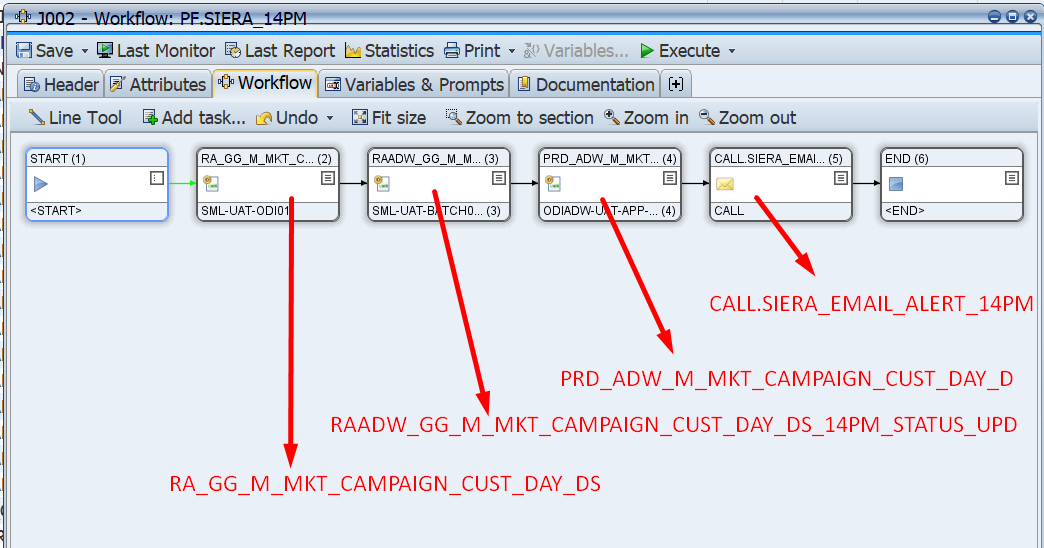 J002 - Workflow: PF.SIERA_14PM
Save Last Monitor Last Report Statistics Print Variables... Execute
Header Attributes Workflow Variables & Prompts Documentation [+]
Line Tool Add task... Undo Fit size Zoom to section Zoom in Zoom out
START (1)
<START>
RA_GG_M_MKT_C... (2)
SML-UAT-ODI01
RAADW_GG_M_M... (3)
SML-UAT-BATCH0... (3)
PRD_ADW_M_MKT... (4)
ODIADW-UAT-APP-... (4)
CALL.SIERA_EMAI... (5)
CALL
END (6)
<END>
CALL.SIERA_EMAIL_ALERT_14PM
PRD_ADW_M_MKT_CAMPAIGN_CUST_DAY_D
RAADW_GG_M_MKT_CAMPAIGN_CUST_DAY_DS_14PM_STATUS_UPD
RA_GG_M_MKT_CAMPAIGN_CUST_DAY_DS